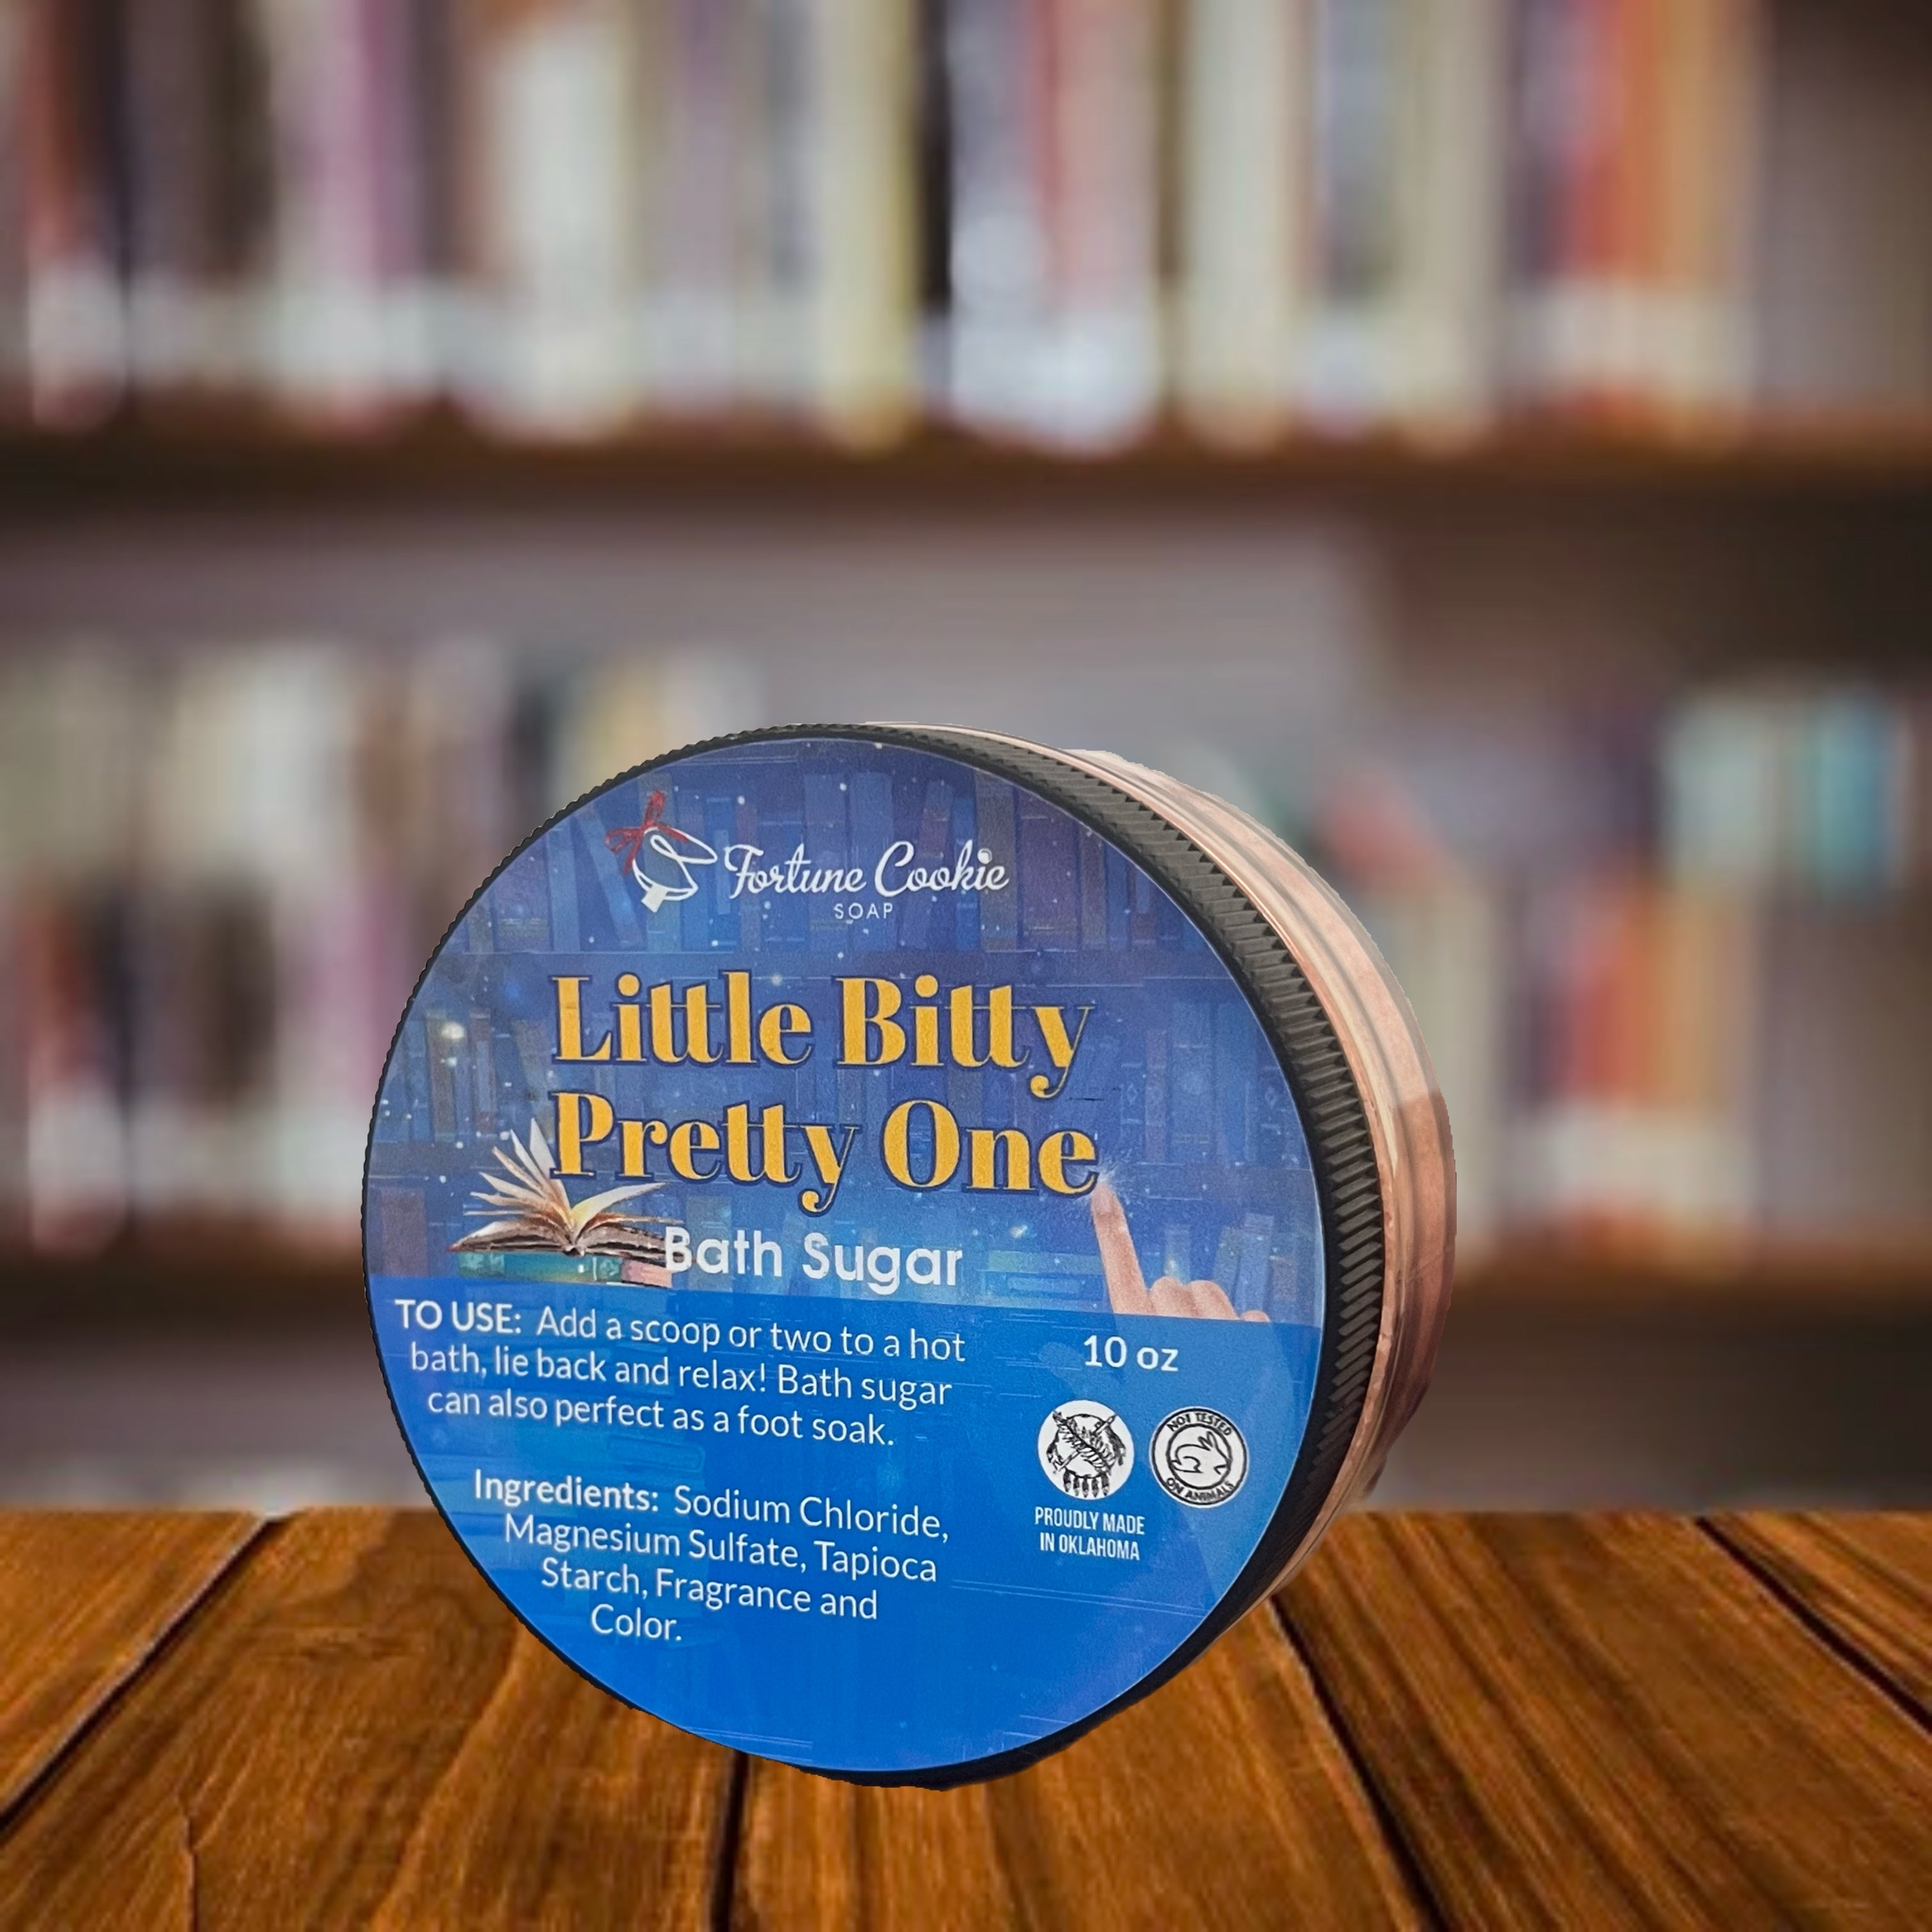 Fortune Cookie
SOAP
Little Bitty
Pretty One
Bath Sugar
TO USE: Add a scoop or two to a hot
bath, lie back and relax! Bath sugar
can also perfect as a foot soak.
Ingredients: Sodium Chloride,
Magnesium Sulfate, Tapioca
Starch, Fragrance and
Color.
10 oz
PROUDLY MADE
IN OKLAHOMA
NOT TESTED
ON ANIMALS